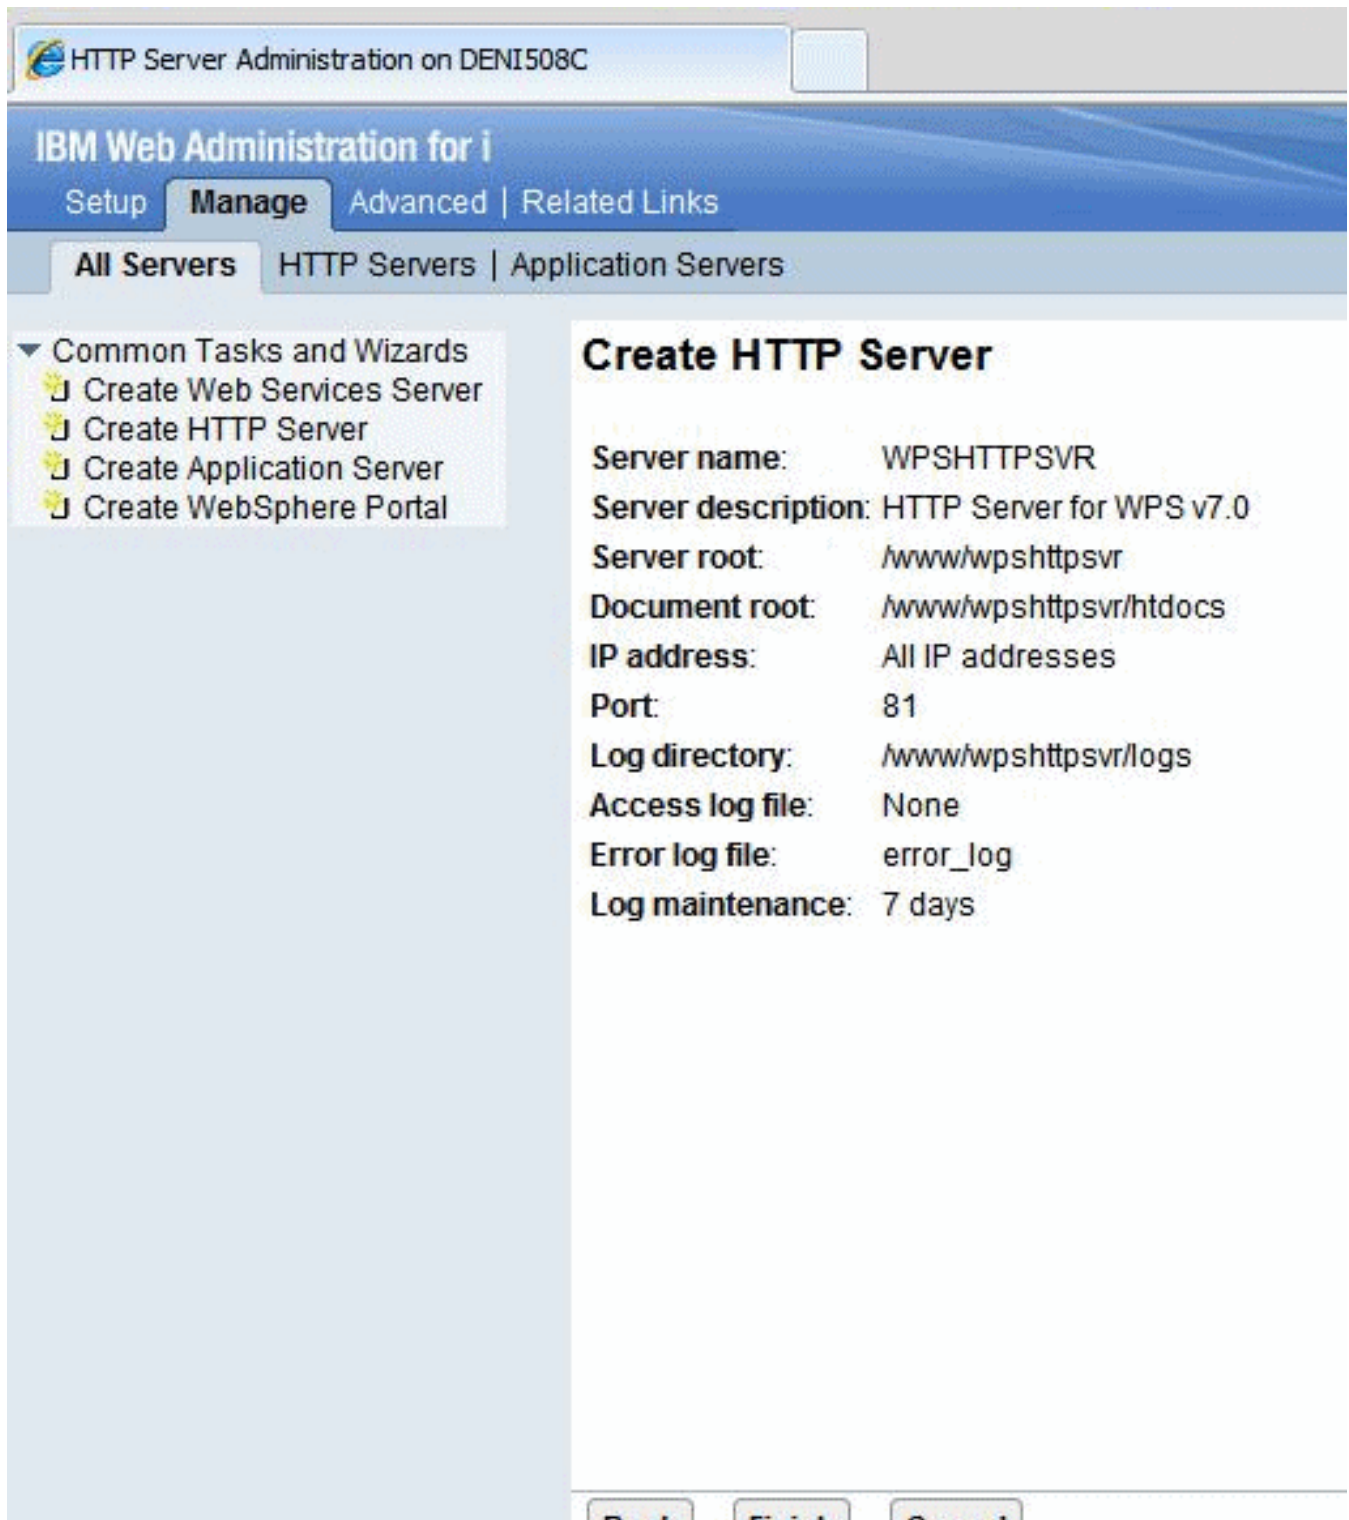 HTTP Server Administration on DENI508C
IBM Web Administration for i
Setup Manage Advanced | Related Links
All Servers HTTP Servers | Application Servers
Common Tasks and Wizards
Create Web Services Server
Create HTTP Server
Create Application Server
Create WebSphere Portal
Create HTTP Server
Server name: WPSHTTPSVR
Server description: HTTP Server for WPS v7.0
Server root: /www/wpshttpsvr
Document root: /www/wpshttpsvr/htdocs
IP address: All IP addresses
Port: 81
Log directory: /www/wpshttpsvr/logs
Access log file: None
Error log file: error_log
Log maintenance: 7 days